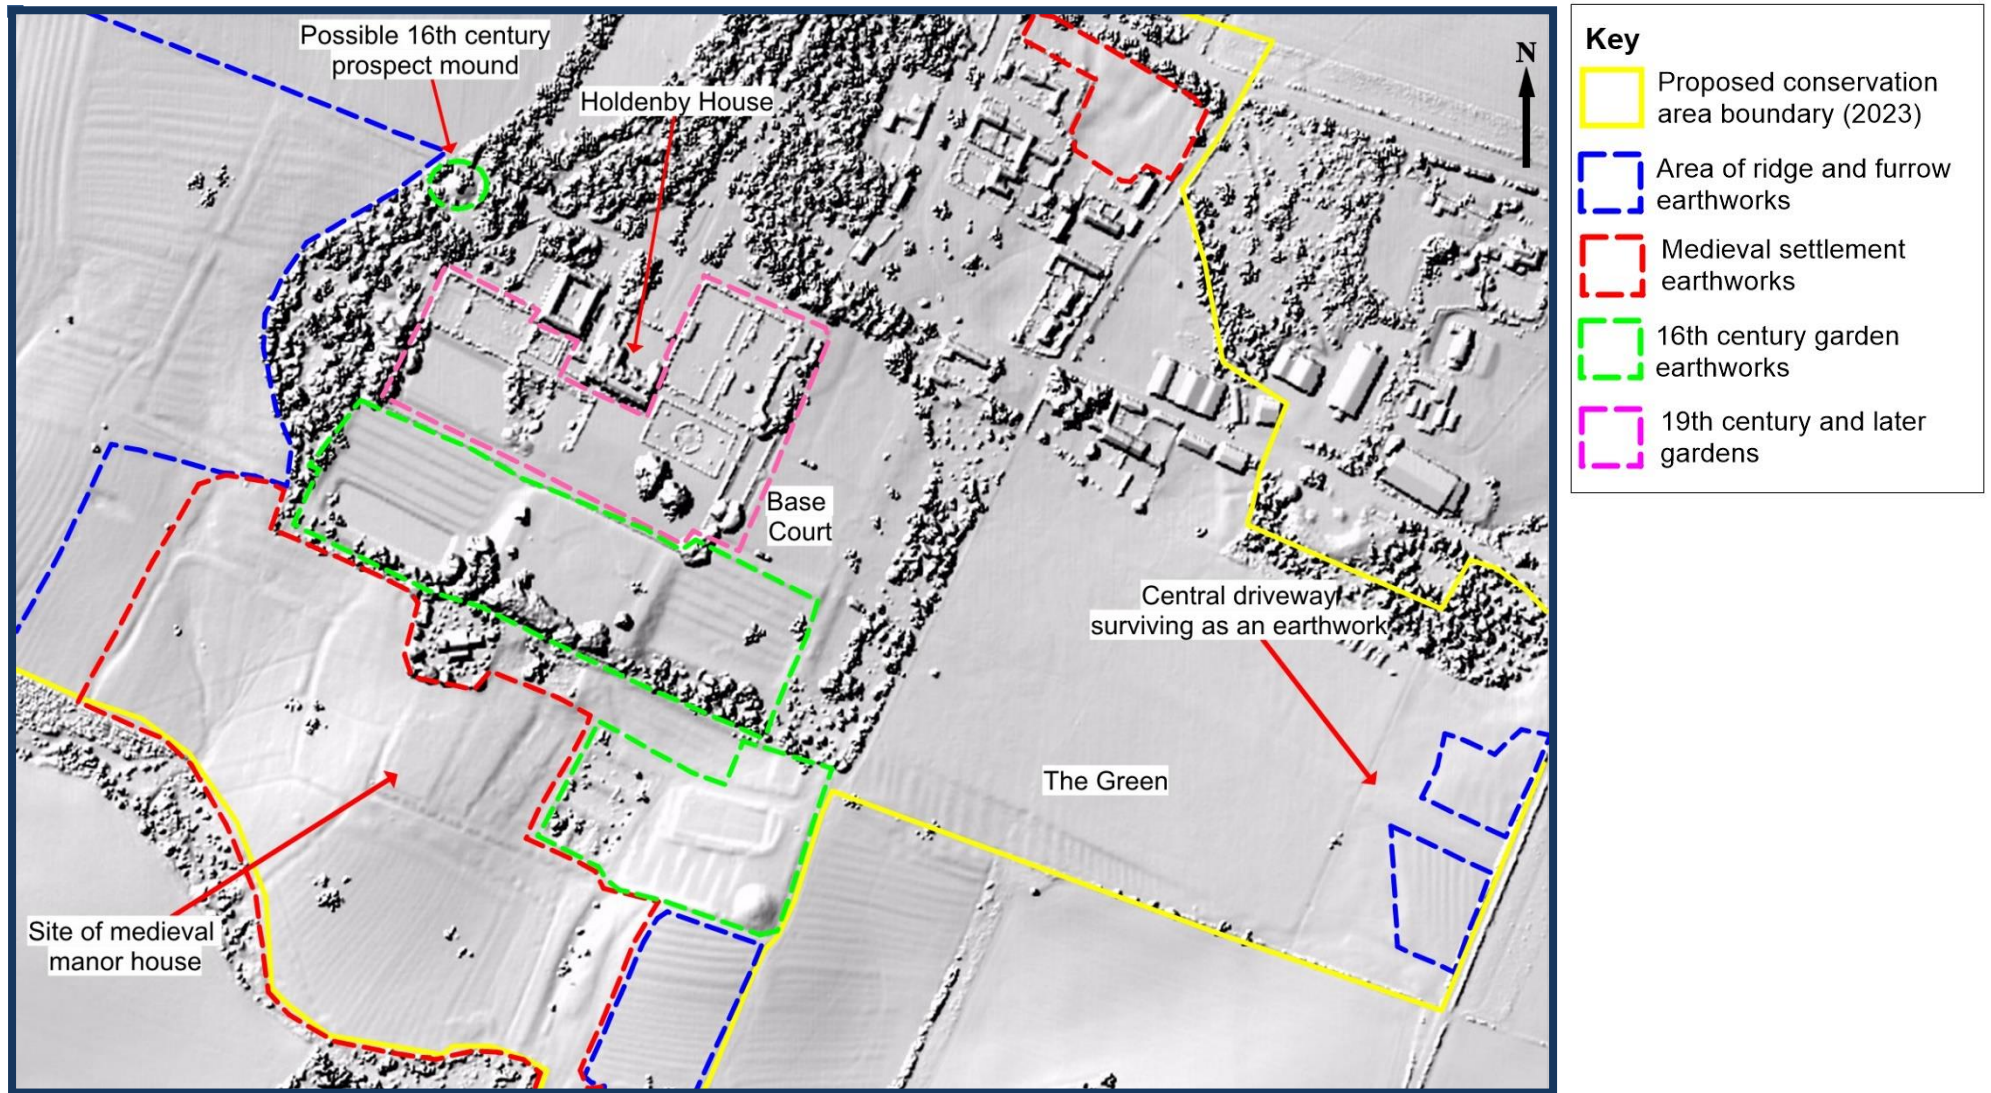 Possible 16th century
prospect mound
Holdenby House
N
Base
Court
Central driveway
surviving as an earthwork
The Green
Site of medieval
manor house
Key
Proposed conservation
area boundary (2023)
Area of ridge and furrow
earthworks
Medieval settlement
earthworks
16th century garden
earthworks
19th century and later
gardens